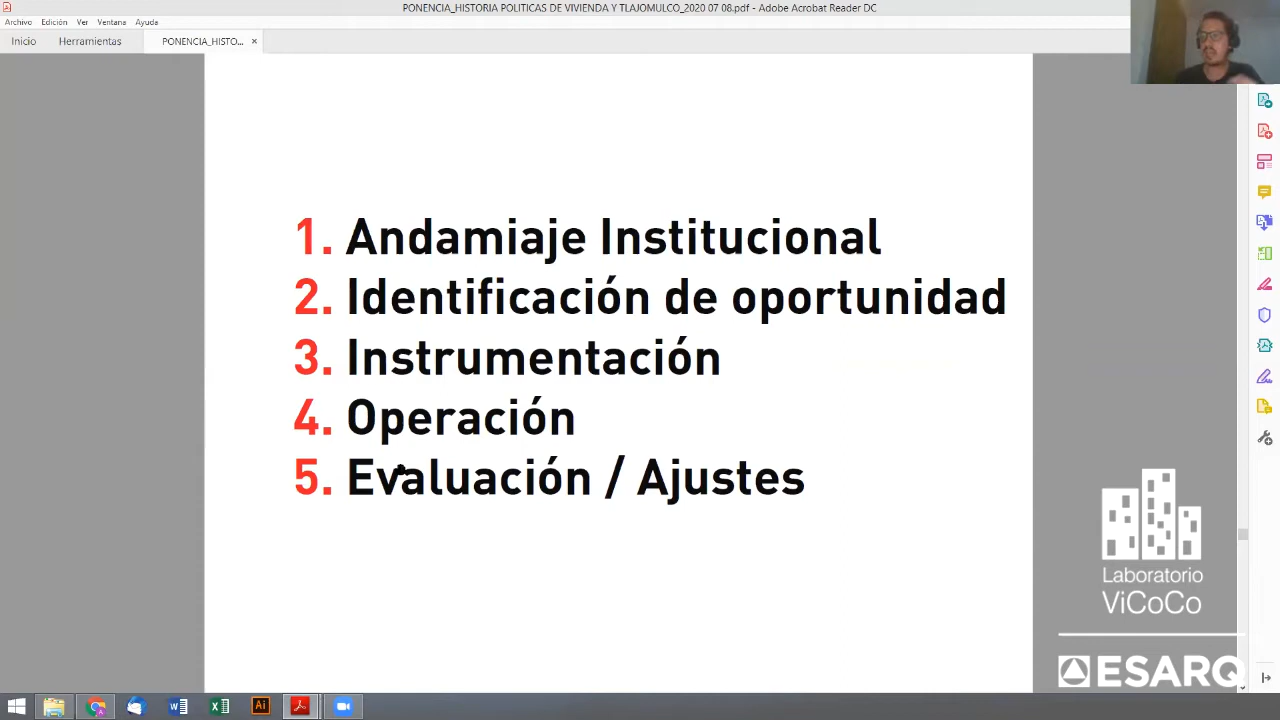 PONENCIA_HISTORIA POLITICAS DE VIVIENDA Y TLAJOMULCO_2020 07 08.pdf - Adobe Acrobat Reader DC
Archivo Edición Ver Ventana Ayuda
Inicio Herramientas PONENCIA_HISTO... ×
1. Andamiaje Institucional
2. Identificación de oportunidad
3. Instrumentación
4. Operación
5. Evaluación / Ajustes
Laboratorio
ViCoCo
ESARQ
Ai